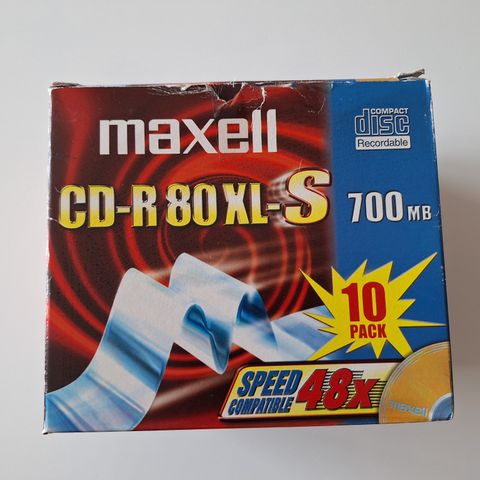 maxell
COMPACT
disc
Recordable
CD-R 80 XL-S
700 MB
10
PACK
SPEED
COMPATIBLE
48x
maxell